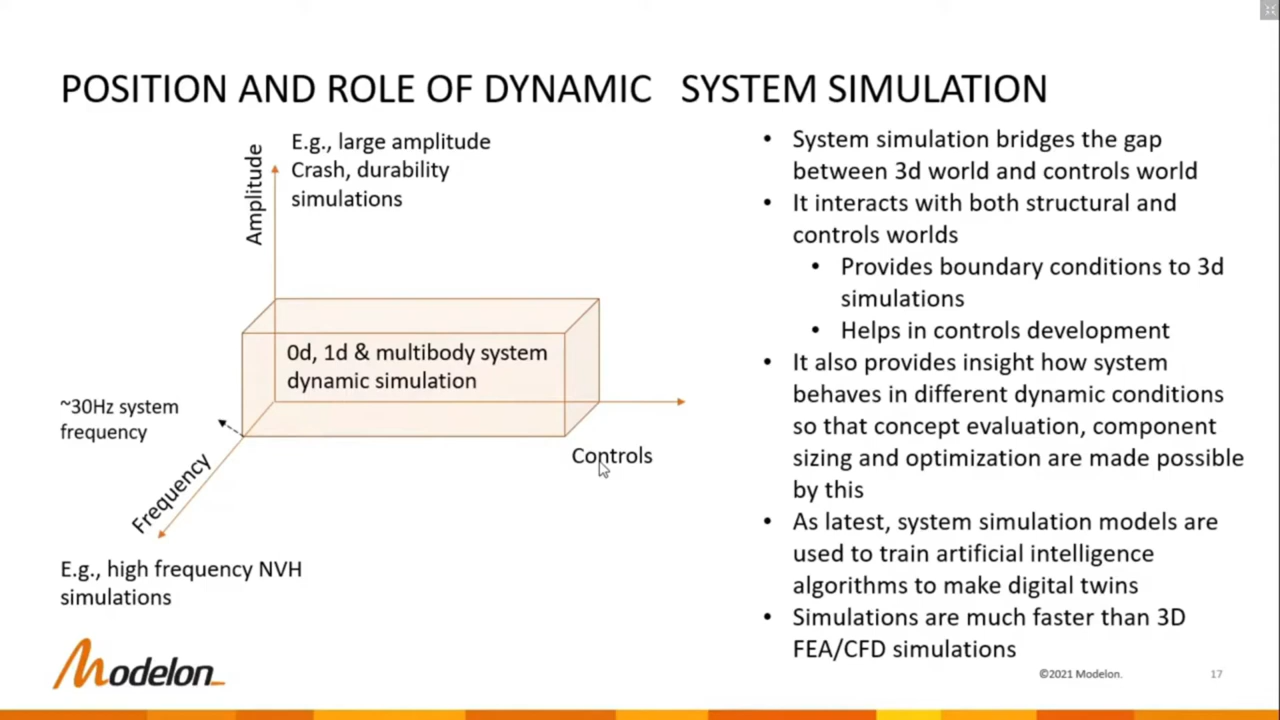 POSITION AND ROLE OF DYNAMIC SYSTEM SIMULATION
Amplitude
E.g., large amplitude
Crash, durability
simulations
0d, 1d & multibody system
dynamic simulation
~30Hz system
frequency
Controls
Frequency
E.g., high frequency NVH
simulations
• System simulation bridges the gap
between 3d world and controls world
• It interacts with both structural and
controls worlds
• Provides boundary conditions to 3d
simulations
• Helps in controls development
• It also provides insight how system
behaves in different dynamic conditions
so that concept evaluation, component
sizing and optimization are made possible
by this
• As latest, system simulation models are
used to train artificial intelligence
algorithms to make digital twins
• Simulations are much faster than 3D
FEA/CFD simulations
Modelon
©2021 Modelon.
17